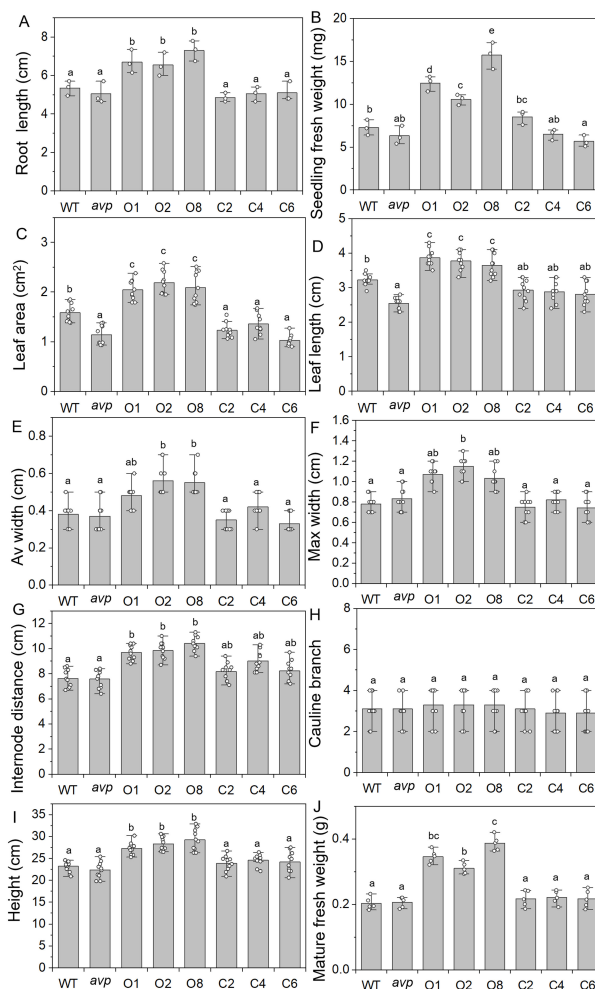 A
Root length (cm)
8
6
4
2
0
a
a
b
b
b
a
a
a
WT avp O1 O2 O8 C2 C4 C6
B
Seedling fresh weight (mg)
20
15
10
5
0
b
ab
d
c
e
bc
ab
a
WT avp O1 O2 O8 C2 C4 C6
C
Leaf area (cm²)
3
2
1
0
b
a
c
c
c
a
a
a
WT avp O1 O2 O8 C2 C4 C6
D
Leaf length (cm)
5
4
3
2
1
0
b
a
c
c
c
ab
ab
ab
WT avp O1 O2 O8 C2 C4 C6
E
Av width (cm)
0.8
0.6
0.4
0.2
0.0
a
a
ab
b
b
a
a
a
WT avp O1 O2 O8 C2 C4 C6
F
Max width (cm)
1.6
1.4
1.2
1.0
0.8
0.6
0.4
0.2
0.0
a
a
ab
b
ab
a
a
a
WT avp O1 O2 O8 C2 C4 C6
G
Internode distance (cm)
14
12
10
8
6
4
2
0
a
a
b
b
b
ab
ab
ab
WT avp O1 O2 O8 C2 C4 C6
H
Cauline branch
8
6
4
2
0
a
a
a
a
a
a
a
a
WT avp O1 O2 O8 C2 C4 C6
I
Height (cm)
35
30
25
20
15
10
5
0
a
a
b
b
b
a
a
a
WT avp O1 O2 O8 C2 C4 C6
J
Mature fresh weight (g)
0.4
0.2
0.0
a
a
bc
b
c
a
a
a
WT avp O1 O2 O8 C2 C4 C6